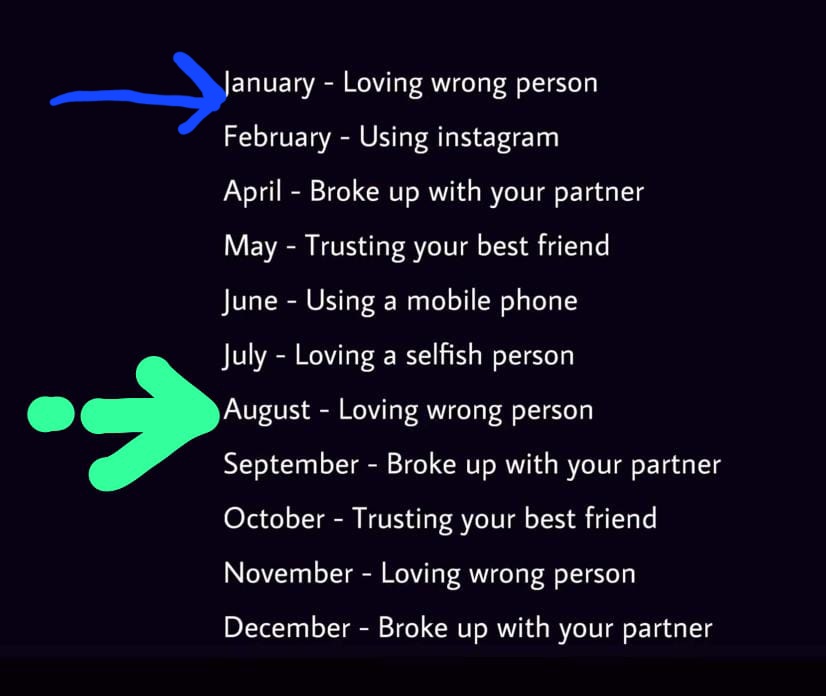 January - Loving wrong person
February - Using instagram
April - Broke up with your partner
May - Trusting your best friend
June - Using a mobile phone
July - Loving a selfish person
August - Loving wrong person
September - Broke up with your partner
October - Trusting your best friend
November - Loving wrong person
December - Broke up with your partner